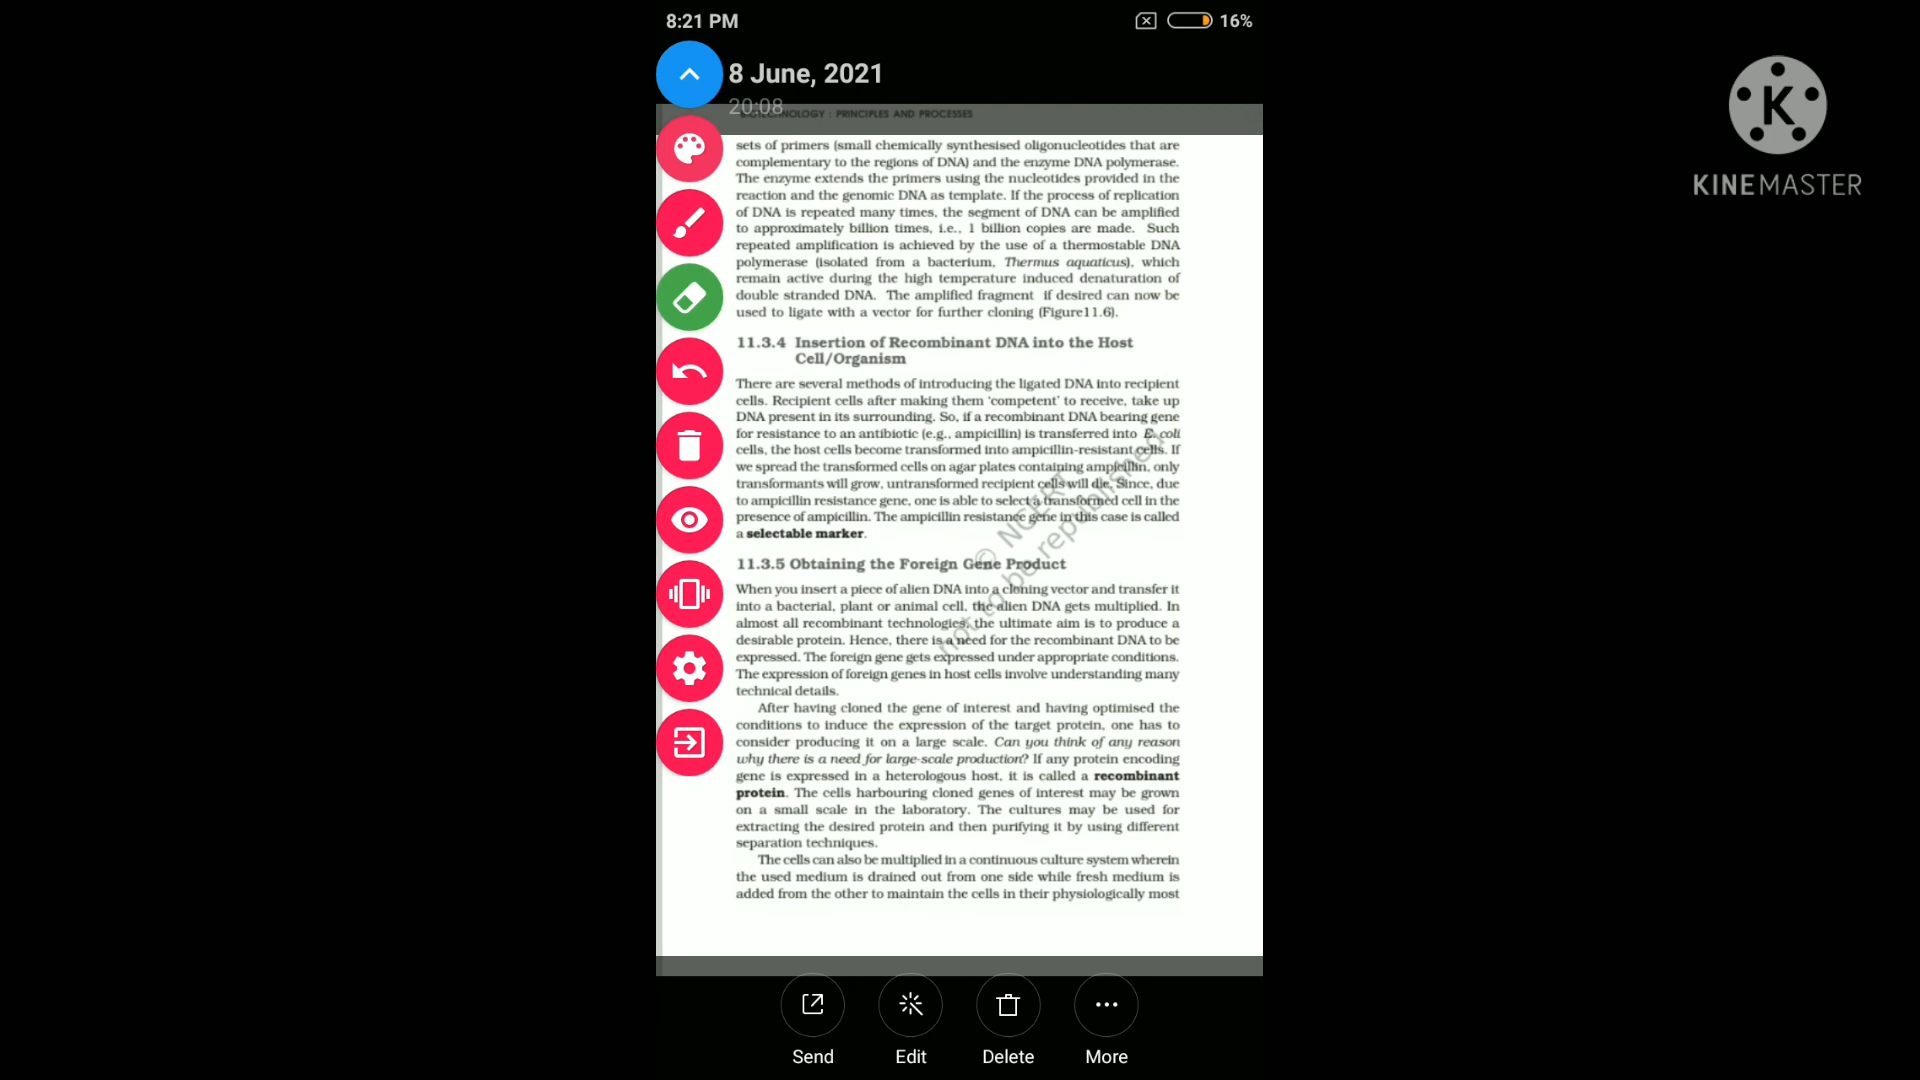 8:21 PM
16%
8 June, 2021
20:08
BIOTECHNOLOGY : PRINCIPLES AND PROCESSES
sets of primers (small chemically synthesised oligonucleotides that are
complementary to the regions of DNA) and the enzyme DNA polymerase.
The enzyme extends the primers using the nucleotides provided in the
reaction and the genomic DNA as template. If the process of replication
of DNA is repeated many times, the segment of DNA can be amplified
to approximately billion times, i.e., 1 billion copies are made. Such
repeated amplification is achieved by the use of a thermostable DNA
polymerase (isolated from a bacterium, Thermus aquaticus), which
remain active during the high temperature induced denaturation of
double stranded DNA. The amplified fragment if desired can now be
used to ligate with a vector for further cloning (Figure11.6).
11.3.4 Insertion of Recombinant DNA into the Host
Cell/Organism
There are several methods of introducing the ligated DNA into recipient
cells. Recipient cells after making them ‘competent’ to receive, take up
DNA present in its surrounding. So, if a recombinant DNA bearing gene
for resistance to an antibiotic (e.g., ampicillin) is transferred into E. coli
cells, the host cells become transformed into ampicillin-resistant cells. If
we spread the transformed cells on agar plates containing ampicillin, only
transformants will grow, untransformed recipient cells will die. Since, due
to ampicillin resistance gene, one is able to select a transformed cell in the
presence of ampicillin. The ampicillin resistance gene in this case is called
a selectable marker.
11.3.5 Obtaining the Foreign Gene Product
When you insert a piece of alien DNA into a cloning vector and transfer it
into a bacterial, plant or animal cell, the alien DNA gets multiplied. In
almost all recombinant technologies, the ultimate aim is to produce a
desirable protein. Hence, there is a need for the recombinant DNA to be
expressed. The foreign gene gets expressed under appropriate conditions.
The expression of foreign genes in host cells involve understanding many
technical details.
After having cloned the gene of interest and having optimised the
conditions to induce the expression of the target protein, one has to
consider producing it on a large scale. Can you think of any reason
why there is a need for large-scale production? If any protein encoding
gene is expressed in a heterologous host, it is called a recombinant
protein. The cells harbouring cloned genes of interest may be grown
on a small scale in the laboratory. The cultures may be used for
extracting the desired protein and then purifying it by using different
separation techniques.
The cells can also be multiplied in a continuous culture system wherein
the used medium is drained out from one side while fresh medium is
added from the other to maintain the cells in their physiologically most
© NCERT
not to be republished
Send Edit Delete More
K
KINEMASTER